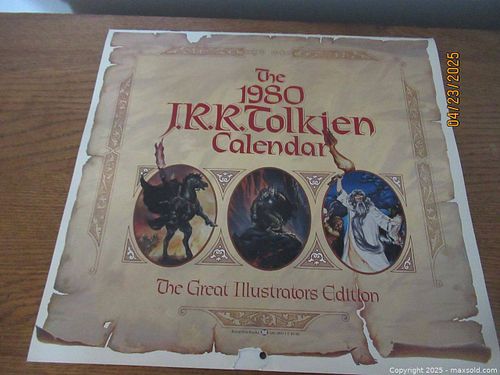 The
1980
J.R.R. Tolkien
Calendar
The Great Illustrators Edition
04/23/2025
Copyright 2025 - maxsold.com